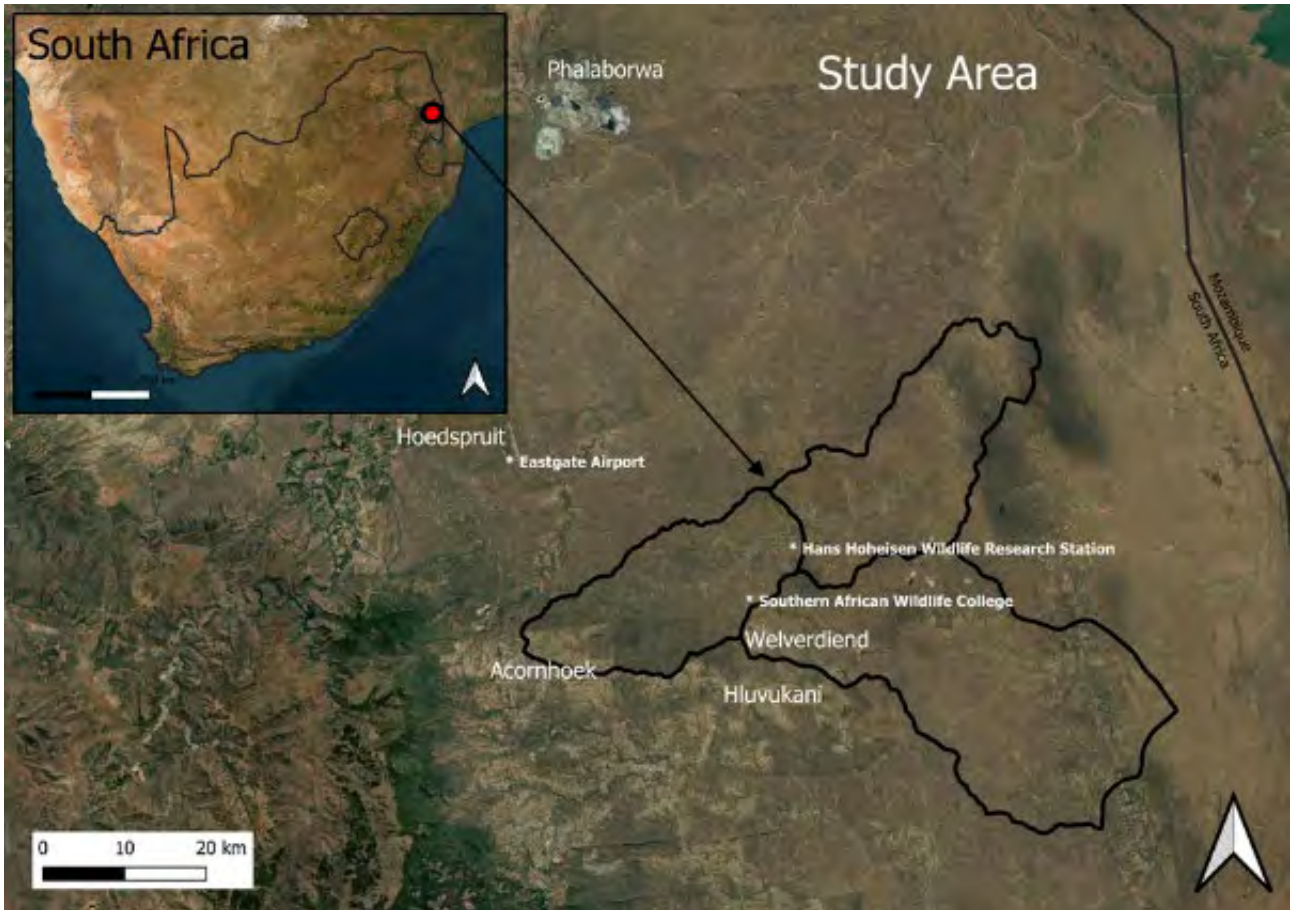 South Africa
Phalaborwa
Study Area
Mozambique
South Africa
Hoedspruit
* Eastgate Airport
* Hans Hoheisen Wildlife Research Station
* Southern African Wildlife College
Welverdiend
Acornhoek
Hluvukani
0 10 20 km